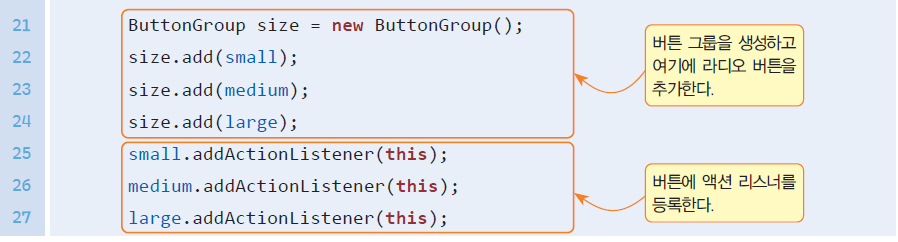 21 ButtonGroup size = new ButtonGroup();
22 size.add(small);
23 size.add(medium);
24 size.add(large);
버튼 그룹을 생성하고
여기에 라디오 버튼을
추가한다.
25 small.addActionListener(this);
26 medium.addActionListener(this);
27 large.addActionListener(this);
버튼에 액션 리스너를
등록한다.